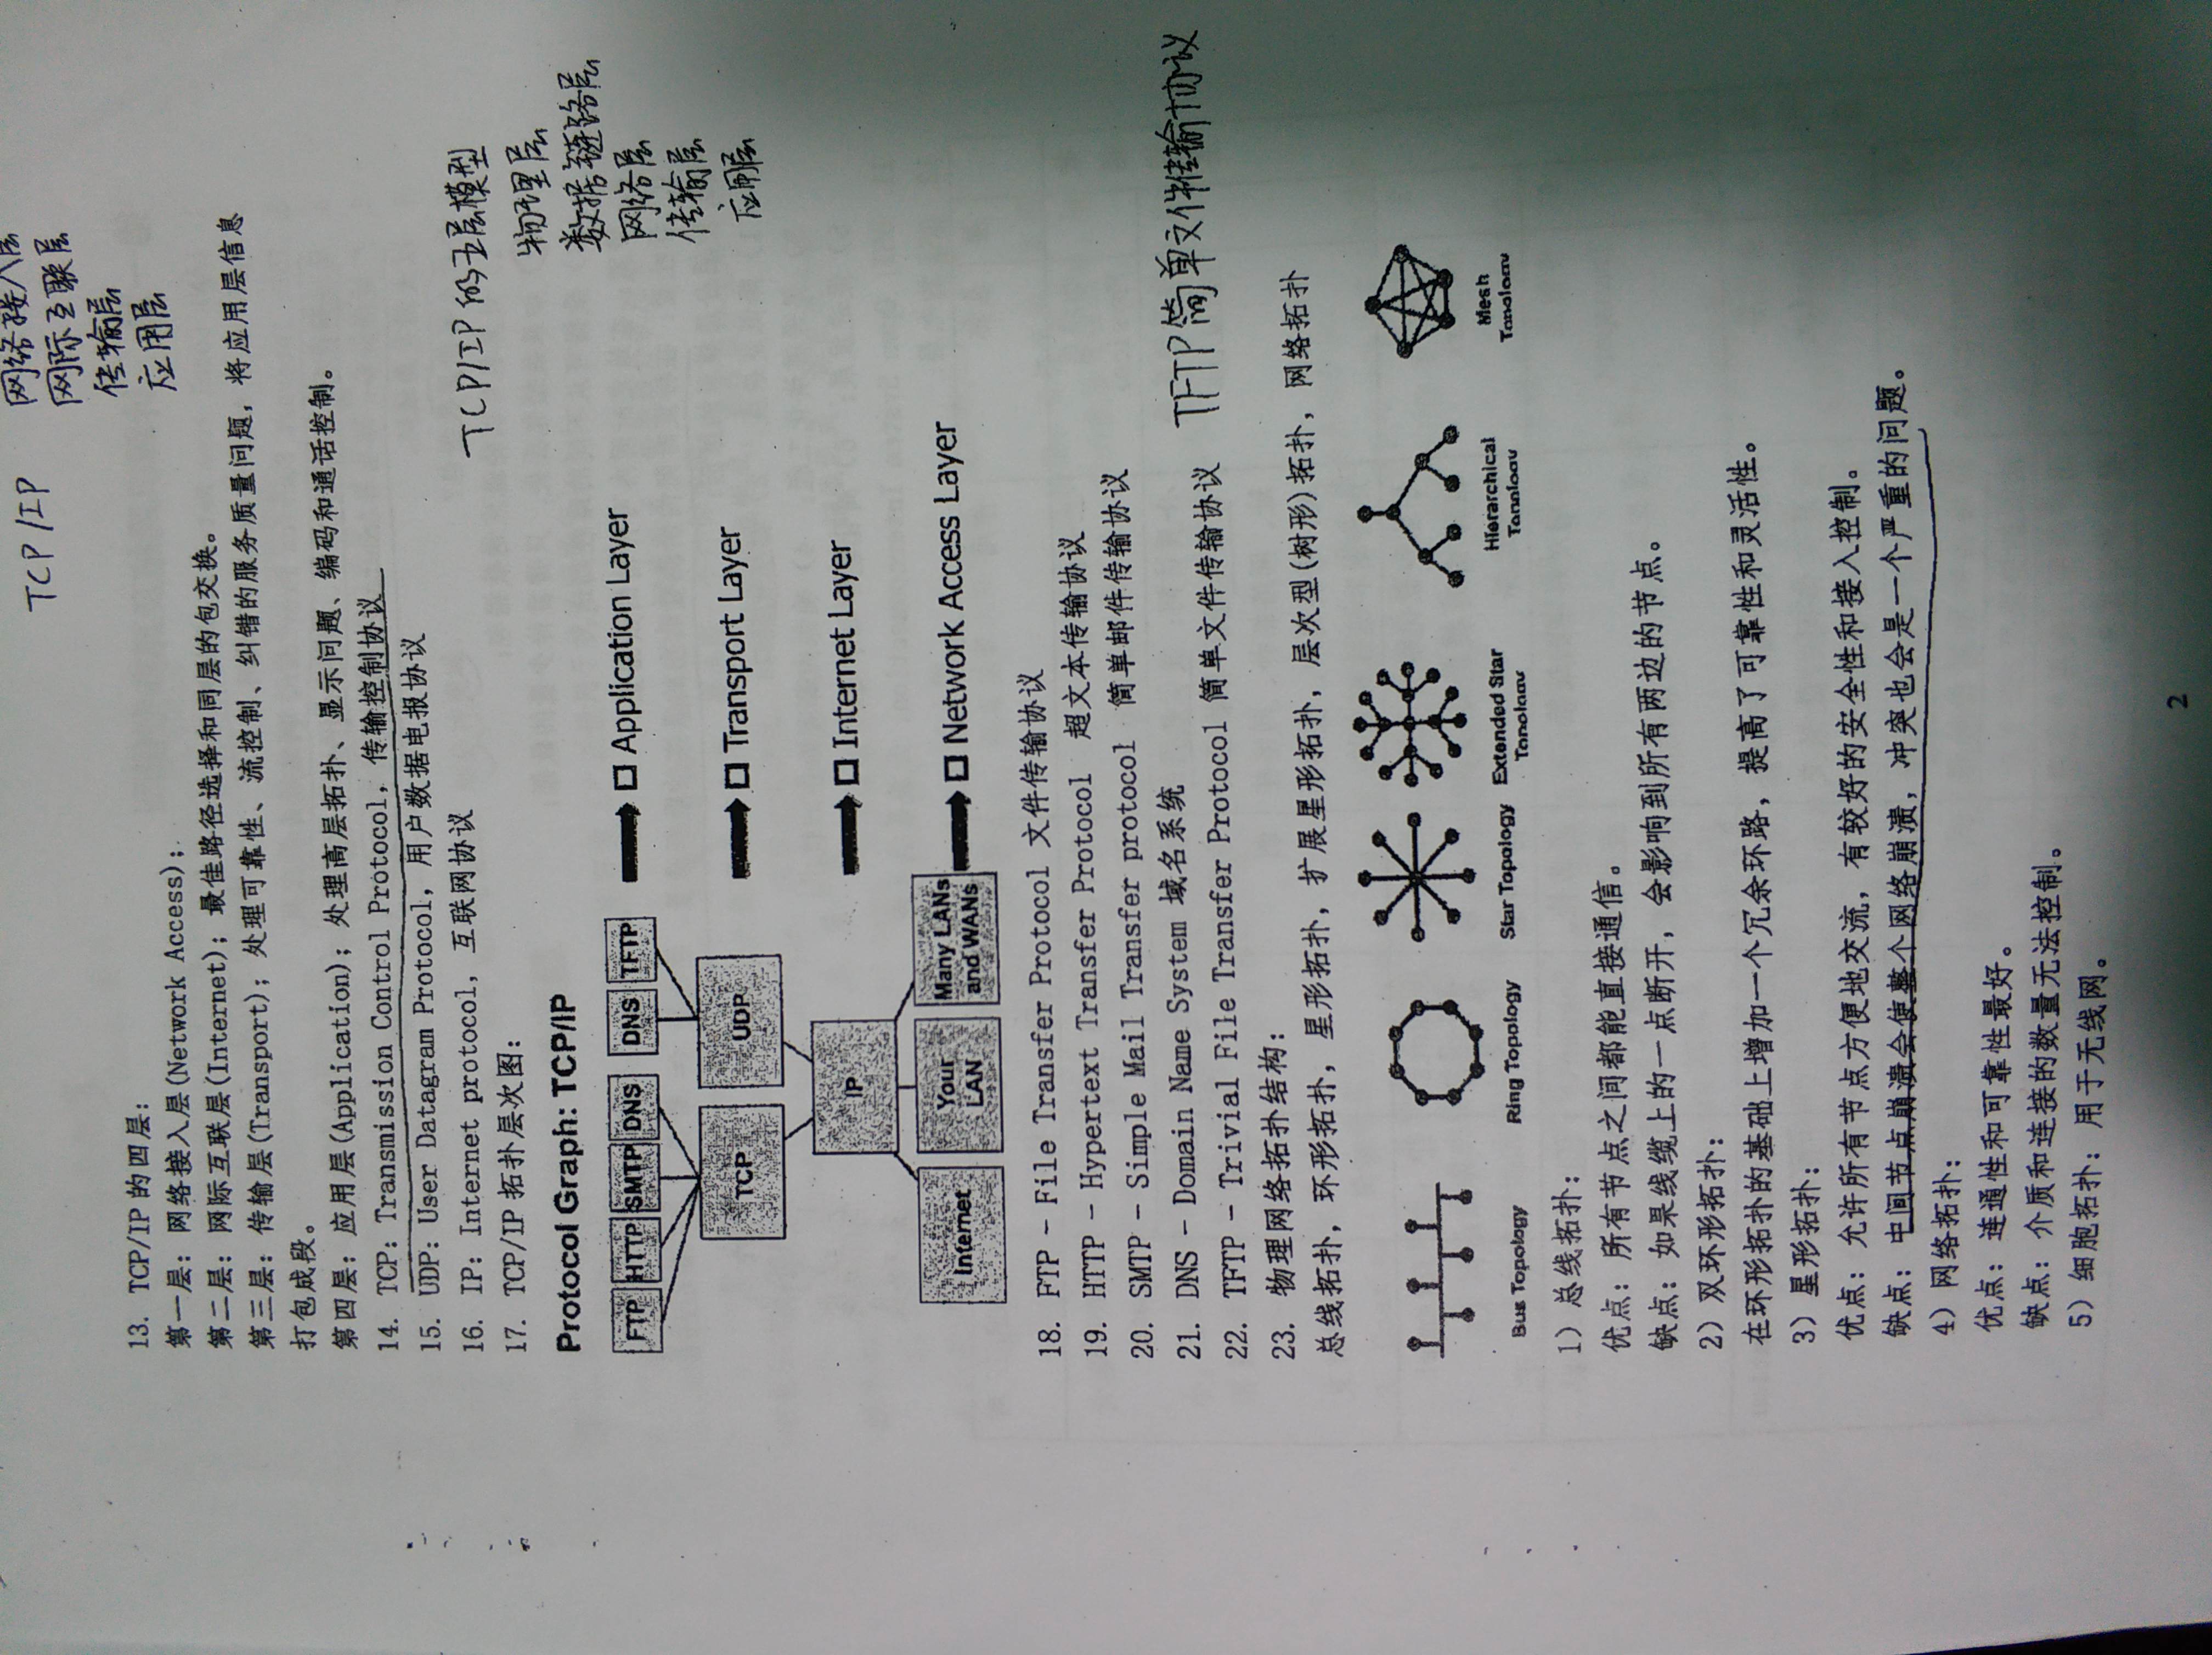 TCP/IP 网络接入层
网际互联层
传输层
应用层
13. TCP/IP 的四层：
第一层：网络接入层(Network Access)；
第二层：网际互联层(Internet)；最佳路径选择和同层的包交换。
第三层：传输层(Transport)；处理可靠性、流控制、纠错的服务质量问题，将应用层信息
打包成段。
第四层：应用层(Application)；处理高层拓扑、显示问题、编码和通话控制。
14. TCP：Transmission Control Protocol，传输控制协议
15. UDP：User Datagram Protocol，用户数据电报协议
16. IP：Internet protocol，互联网协议
17. TCP/IP 拓扑层次图：
TCP/IP的五层模型
物理层
数据链路层
网络层
传输层
应用层
Protocol Graph: TCP/IP
FTP HTTP SMTP DNS DNS TFTP Application Layer
TCP UDP Transport Layer
IP Internet Layer
Internet Your LAN Many LANs and WANs Network Access Layer
18. FTP – File Transfer Protocol 文件传输协议
19. HTTP – Hypertext Transfer Protocol 超文本传输协议
20. SMTP – Simple Mail Transfer protocol 简单邮件传输协议
21. DNS – Domain Name System 域名系统
22. TFTP – Trivial File Transfer Protocol 简单文件传输协议
TFTP 简单文件传输协议
23. 物理网络拓扑结构：
总线拓扑，环形拓扑，星形拓扑，扩展星形拓扑，层次型(树形)拓扑，网络拓扑
Bus Topology
Ring Topology
Star Topology
Extended Star Topology
Hierarchical Topology
Mesh Topology
1）总线拓扑：
优点：所有节点之间都能直接通信。
缺点：如果线缆上的一点断开，会影响到所有两边的节点。
2）双环形拓扑：
在环形拓扑的基础上增加一个冗余环路，提高了可靠性和灵活性。
3）星形拓扑：
优点：允许所有节点方便地交流，有较好的安全性和接入控制。
缺点：中间节点崩溃会使整个网络崩溃，冲突也会是一个严重的问题。
4）网络拓扑：
优点：连通性和可靠性最好。
缺点：介质和连接的数量无法控制。
5）细胞拓扑：用于无线网。
2